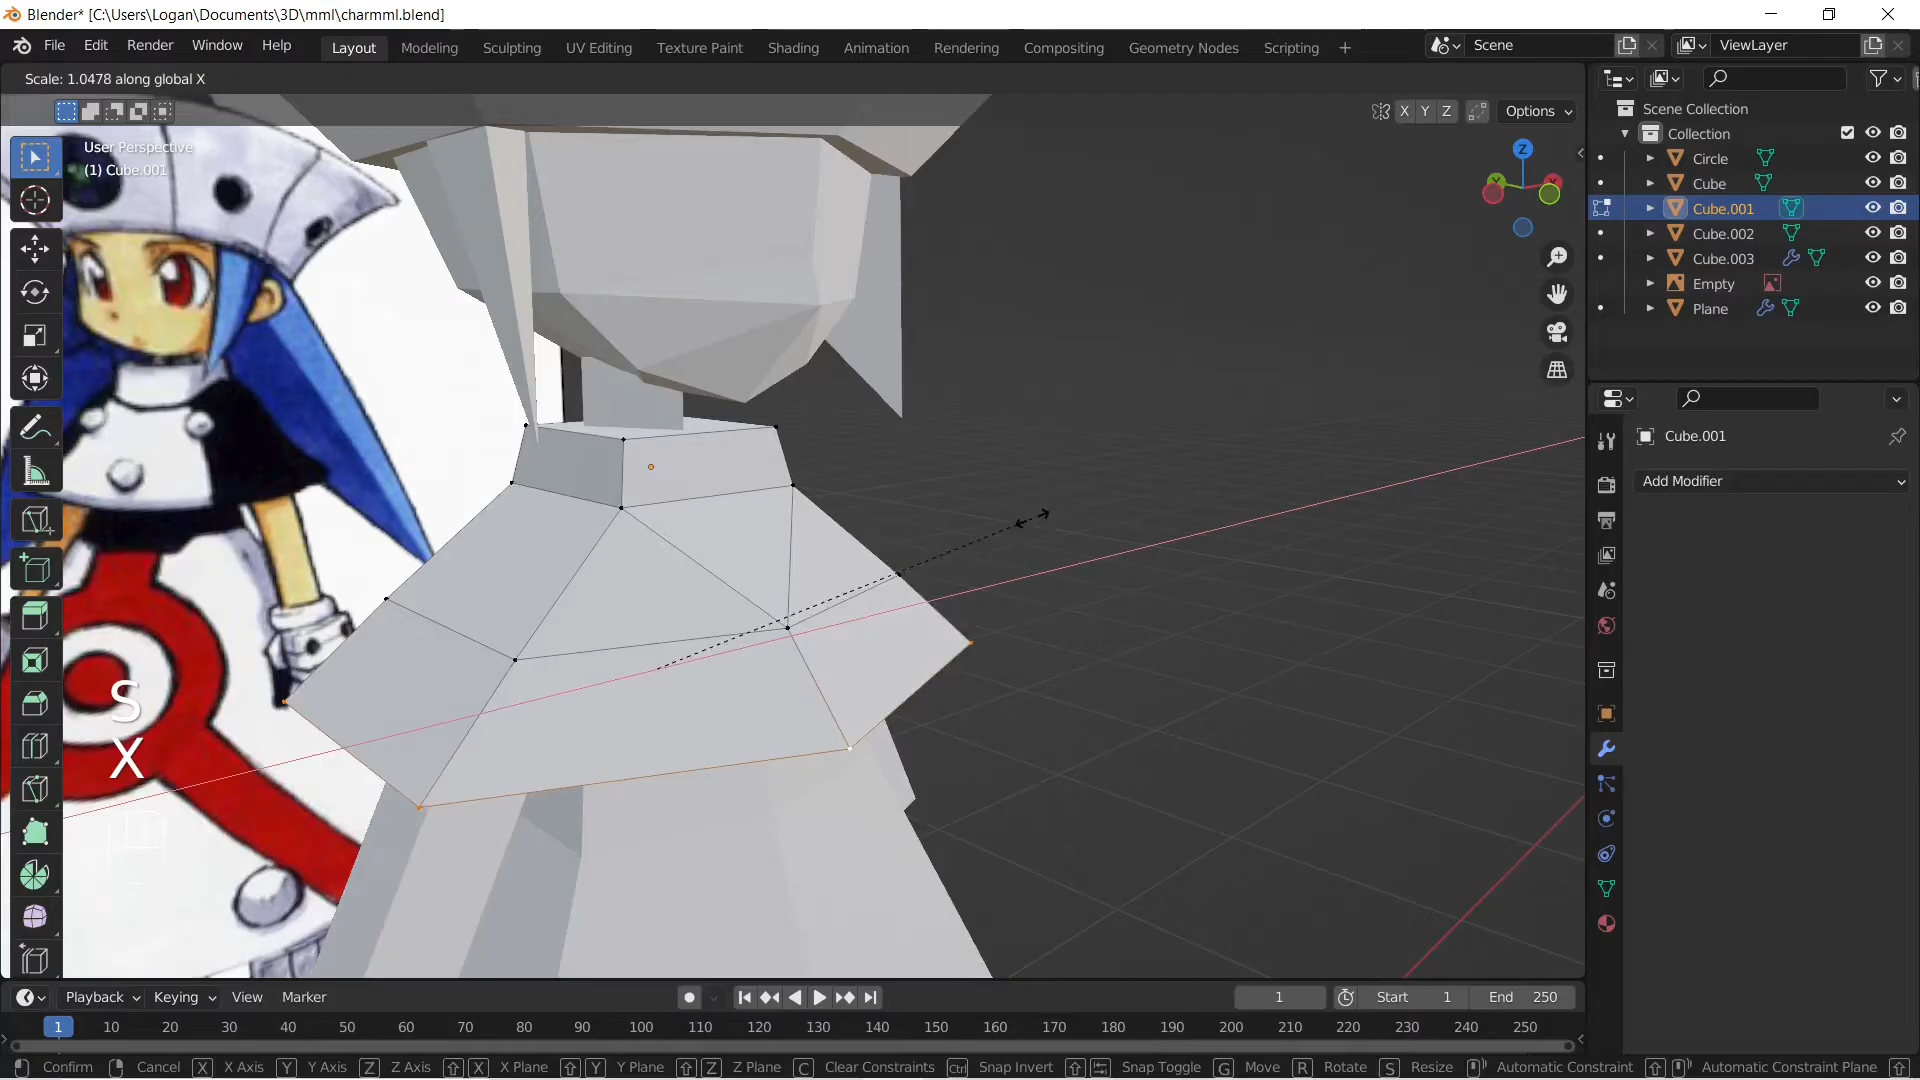 Blender* [C:\Users\Logan\Documents\3D\mml\charmml.blend]
File Edit Render Window Help Layout Modeling Sculpting UV Editing Texture Paint Shading Animation Rendering Compositing Geometry Nodes Scripting + Scene ViewLayer
Scale: 1.0478 along global X
X Y Z Options
User Perspective
(1) Cube.001
Z
S
X
Scene Collection
Collection
Circle
Cube
Cube.001
Cube.002
Cube.003
Empty
Plane
Cube.001
Add Modifier
Playback Keying View Marker 1 Start 1 End 250
1 10 20 30 40 50 60 70 80 90 100 110 120 130 140 150 160 170 180 190 200 210 220 230 240 250
Confirm Cancel X X Axis Y Y Axis Z Z Axis X X Plane Y Y Plane Z Z Plane C Clear Constraints Ctrl Snap Invert Snap Toggle G Move R Rotate S Resize Automatic Constraint Automatic Constraint Plane